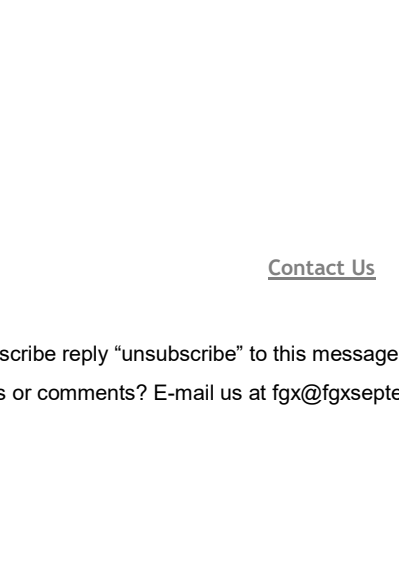 Contact Us
scribe reply “unsubscribe” to this message
s or comments? E-mail us at fgx@fgxsepte